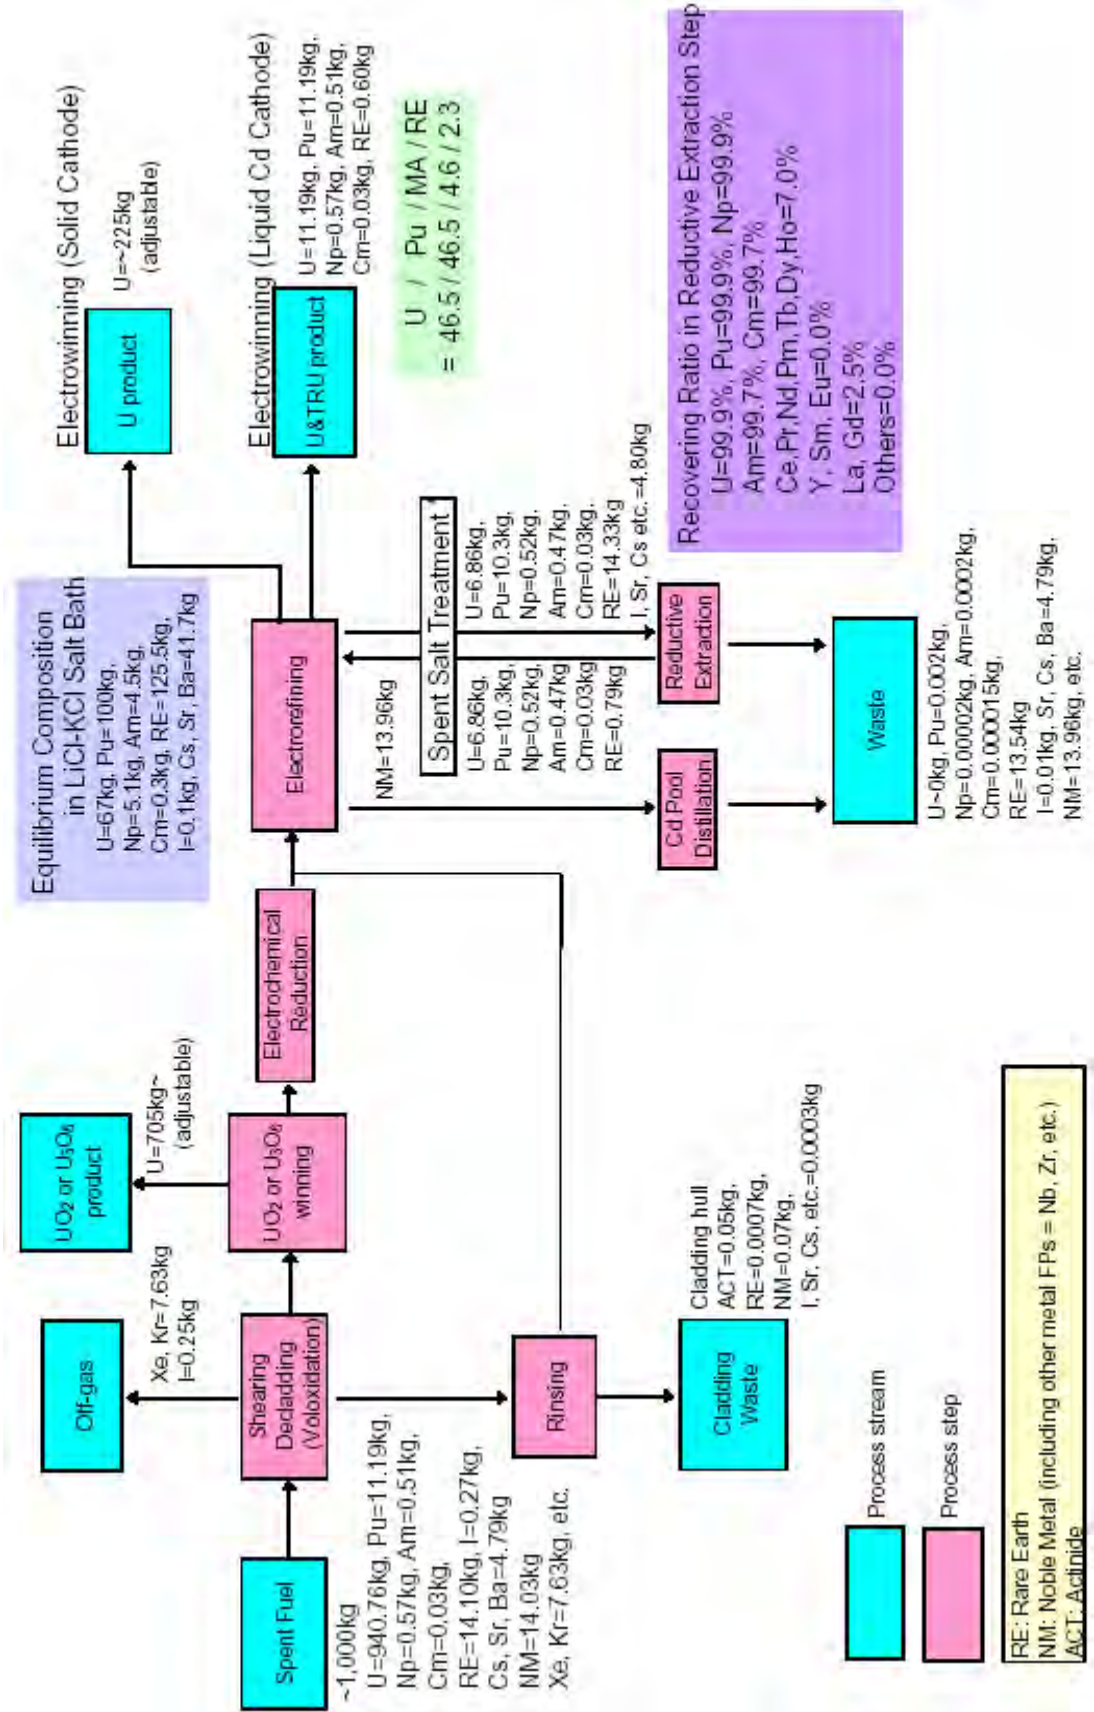 Spent Fuel
~1,000kg
U=940.76kg, Pu=11.19kg,
Np=0.57kg, Am=0.51kg,
Cm=0.03kg,
RE=14.10kg, I=0.27kg,
Cs, Sr, Ba=4.79kg
NM=14.03kg
Xe, Kr=7.63kg, etc.
Off-gas
Xe, Kr=7.63kg
I=0.25kg
Shearing
Decladding
(Voloxidation)
Rinsing
Cladding
Waste
Cladding hull
ACT=0.05kg,
RE=0.0007kg,
NM=0.07kg,
I, Sr. Cs. etc.=0.0003kg
UO2 or U3O8
product
U=705kg~
(adjustable)
UO2 or U3O8
winning
Electrochemical
Reduction
Equilibrium Composition
in LiCl-KCl Salt Bath
U=67kg, Pu=100kg,
Np=5.1kg, Am=4.5kg,
Cm=0.3kg, RE=125.5kg,
I=0.1kg, Cs, Sr, Ba=41.7kg
Electrorefining
NM=13.96kg
Spent Salt Treatment
U=6.86kg,
Pu=10.3kg,
Np=0.52kg,
Am=0.47kg
Cm=0.03kg
RE=0.79kg
U=6.86kg,
Pu=10.3kg,
Np=0.52kg,
Am=0.47kg,
Cm=0.03kg,
RE=14.33kg
I, Sr, Cs etc.=4.80kg
Cd Pool
Distillation
Reductive
Extraction
Waste
U~0kg, Pu=0.002kg,
Np=0.00002kg, Am=0.0002kg,
Cm=0.000015kg,
RE=13.54kg
I=0.01kg, Sr, Cs, Ba=4.79kg,
NM=13.96kg, etc.
Electrowinning (Solid Cathode)
U product
U=~225kg
(adjustable)
Electrowinning (Liquid Cd Cathode)
U&TRU product
U=11.19kg, Pu=11.19kg,
Np=0.57kg, Am=0.51kg,
Cm=0.03kg, RE=0.60kg
U / Pu / MA / RE
= 46.5 / 46.5 / 4.6 / 2.3
Recovering Ratio in Reductive Extraction Step
U=99.9%, Pu=99.9%, Np=99.9%
Am=99.7%, Cm=99.7%
Ce,Pr,Nd,Pm,Tb,Dy,Ho=7.0%
Y, Sm, Eu=0.0%
La, Gd=2.5%
Others=0.0%
Process stream
Process step
RE: Rare Earth
NM: Noble Metal (including other metal FPs = Nb, Zr, etc.)
ACT: Actinide